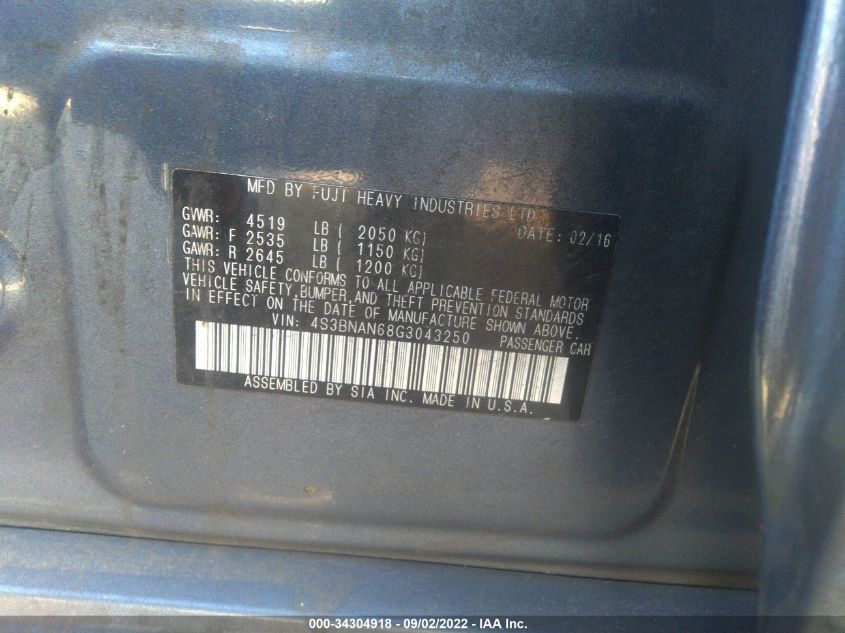 MFD BY FUJI HEAVY INDUSTRIES LTD.
GVWR: 4519 LB ( 2050 KG) DATE: 02/16
GAWR: F 2535 LB ( 1150 KG)
GAWR: R 2645 LB ( 1200 KG)
THIS VEHICLE CONFORMS TO ALL APPLICABLE FEDERAL MOTOR
VEHICLE SAFETY, BUMPER, AND THEFT PREVENTION STANDARDS
IN EFFECT ON THE DATE OF MANUFACTURE SHOWN ABOVE.
VIN: 4S3BNAN68G3043250 PASSENGER CAR
ASSEMBLED BY SIA INC. MADE IN U.S.A.
000-34304918 - 09/02/2022 - IAA Inc.